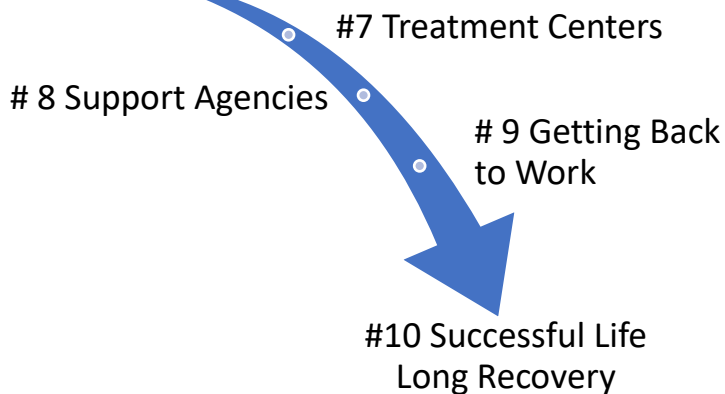 #7 Treatment Centers
# 8 Support Agencies
# 9 Getting Back
to Work
#10 Successful Life
Long Recovery